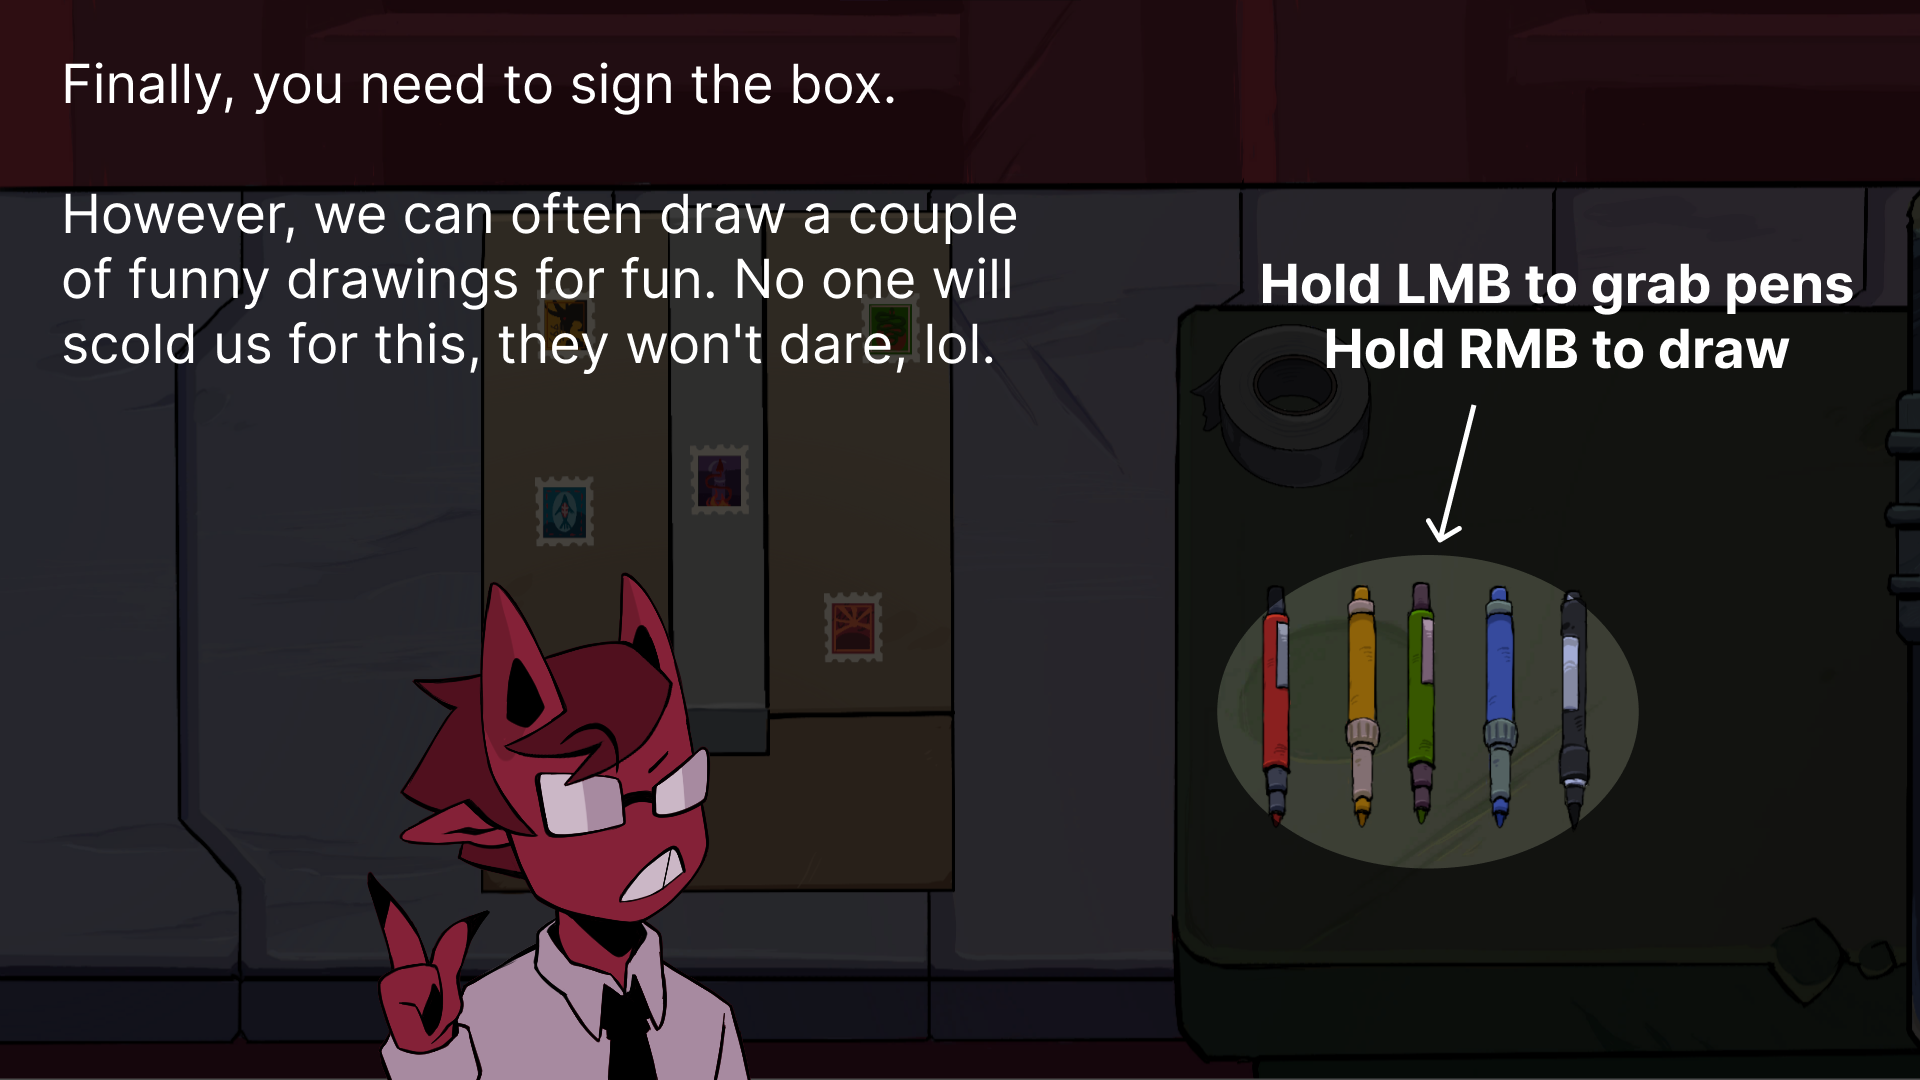 Finally, you need to sign the box.
However, we can often draw a couple
of funny drawings for fun. No one will
scold us for this, they won't dare, lol.
Hold LMB to grab pens
Hold RMB to draw